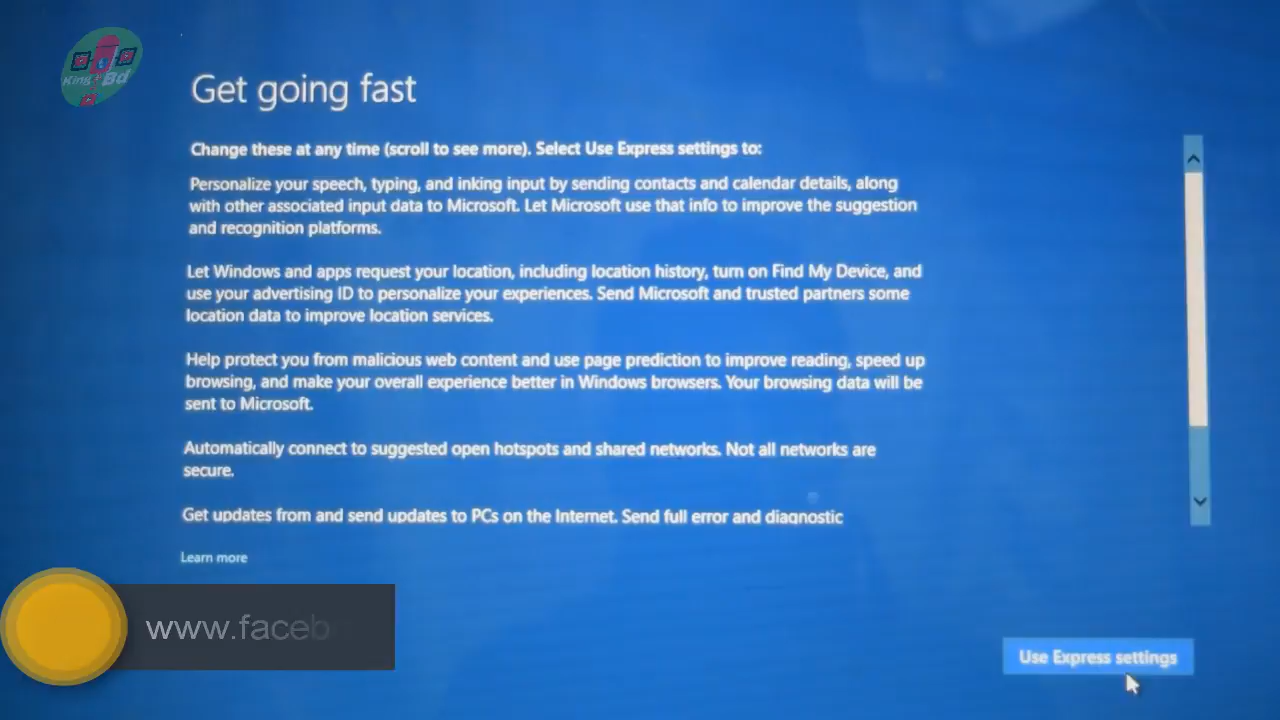 King Bd
Get going fast
Change these at any time (scroll to see more). Select Use Express settings to:
Personalize your speech, typing, and inking input by sending contacts and calendar details, along
with other associated input data to Microsoft. Let Microsoft use that info to improve the suggestion
and recognition platforms.
Let Windows and apps request your location, including location history, turn on Find My Device, and
use your advertising ID to personalize your experiences. Send Microsoft and trusted partners some
location data to improve location services.
Help protect you from malicious web content and use page prediction to improve reading, speed up
browsing, and make your overall experience better in Windows browsers. Your browsing data will be
sent to Microsoft.
Automatically connect to suggested open hotspots and shared networks. Not all networks are
secure.
Get updates from and send updates to PCs on the Internet. Send full error and diagnostic
Learn more
www.faceb
Use Express settings